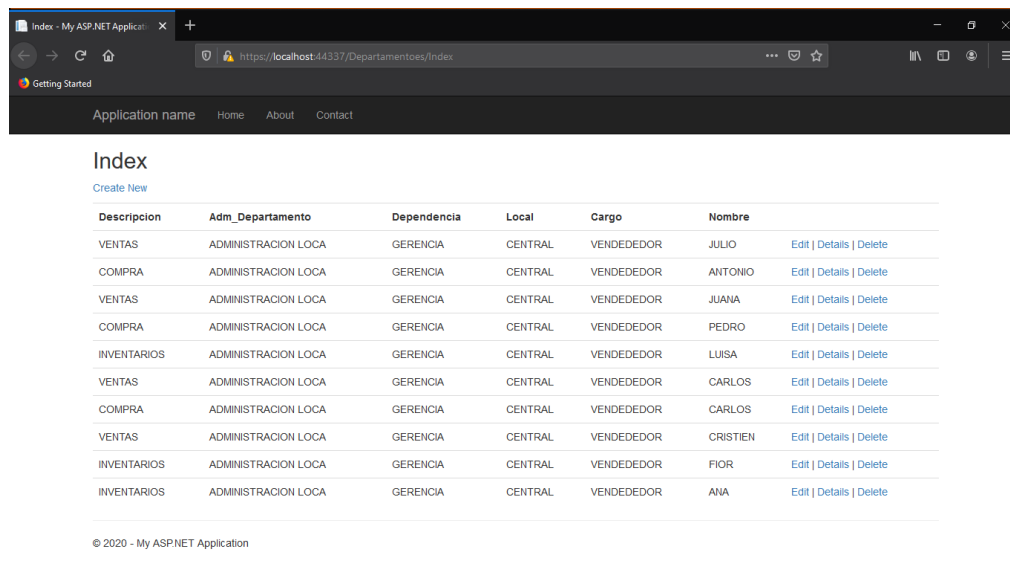 Index - My ASP.NET Applicati
https://localhost:44337/Departamentoes/Index
Getting Started
Application name Home About Contact
Index
Create New
Descripcion Adm_Departamento Dependencia Local Cargo Nombre
VENTAS ADMINISTRACION LOCA GERENCIA CENTRAL VENDEDEDOR JULIO Edit | Details | Delete
COMPRA ADMINISTRACION LOCA GERENCIA CENTRAL VENDEDEDOR ANTONIO Edit | Details | Delete
VENTAS ADMINISTRACION LOCA GERENCIA CENTRAL VENDEDEDOR JUANA Edit | Details | Delete
COMPRA ADMINISTRACION LOCA GERENCIA CENTRAL VENDEDEDOR PEDRO Edit | Details | Delete
INVENTARIOS ADMINISTRACION LOCA GERENCIA CENTRAL VENDEDEDOR LUISA Edit | Details | Delete
VENTAS ADMINISTRACION LOCA GERENCIA CENTRAL VENDEDEDOR CARLOS Edit | Details | Delete
COMPRA ADMINISTRACION LOCA GERENCIA CENTRAL VENDEDEDOR CARLOS Edit | Details | Delete
VENTAS ADMINISTRACION LOCA GERENCIA CENTRAL VENDEDEDOR CRISTIEN Edit | Details | Delete
INVENTARIOS ADMINISTRACION LOCA GERENCIA CENTRAL VENDEDEDOR FIOR Edit | Details | Delete
INVENTARIOS ADMINISTRACION LOCA GERENCIA CENTRAL VENDEDEDOR ANA Edit | Details | Delete
© 2020 - My ASP.NET Application